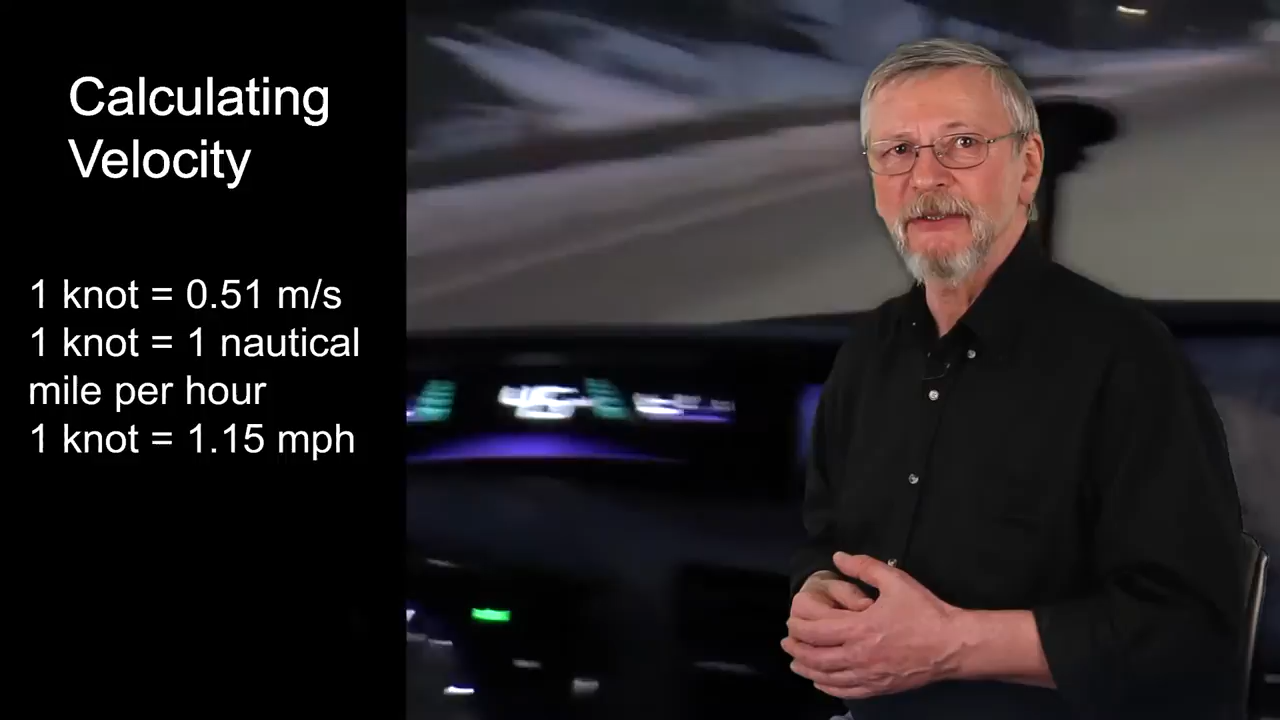 Calculating
Velocity
1 knot = 0.51 m/s
1 knot = 1 nautical
mile per hour
1 knot = 1.15 mph